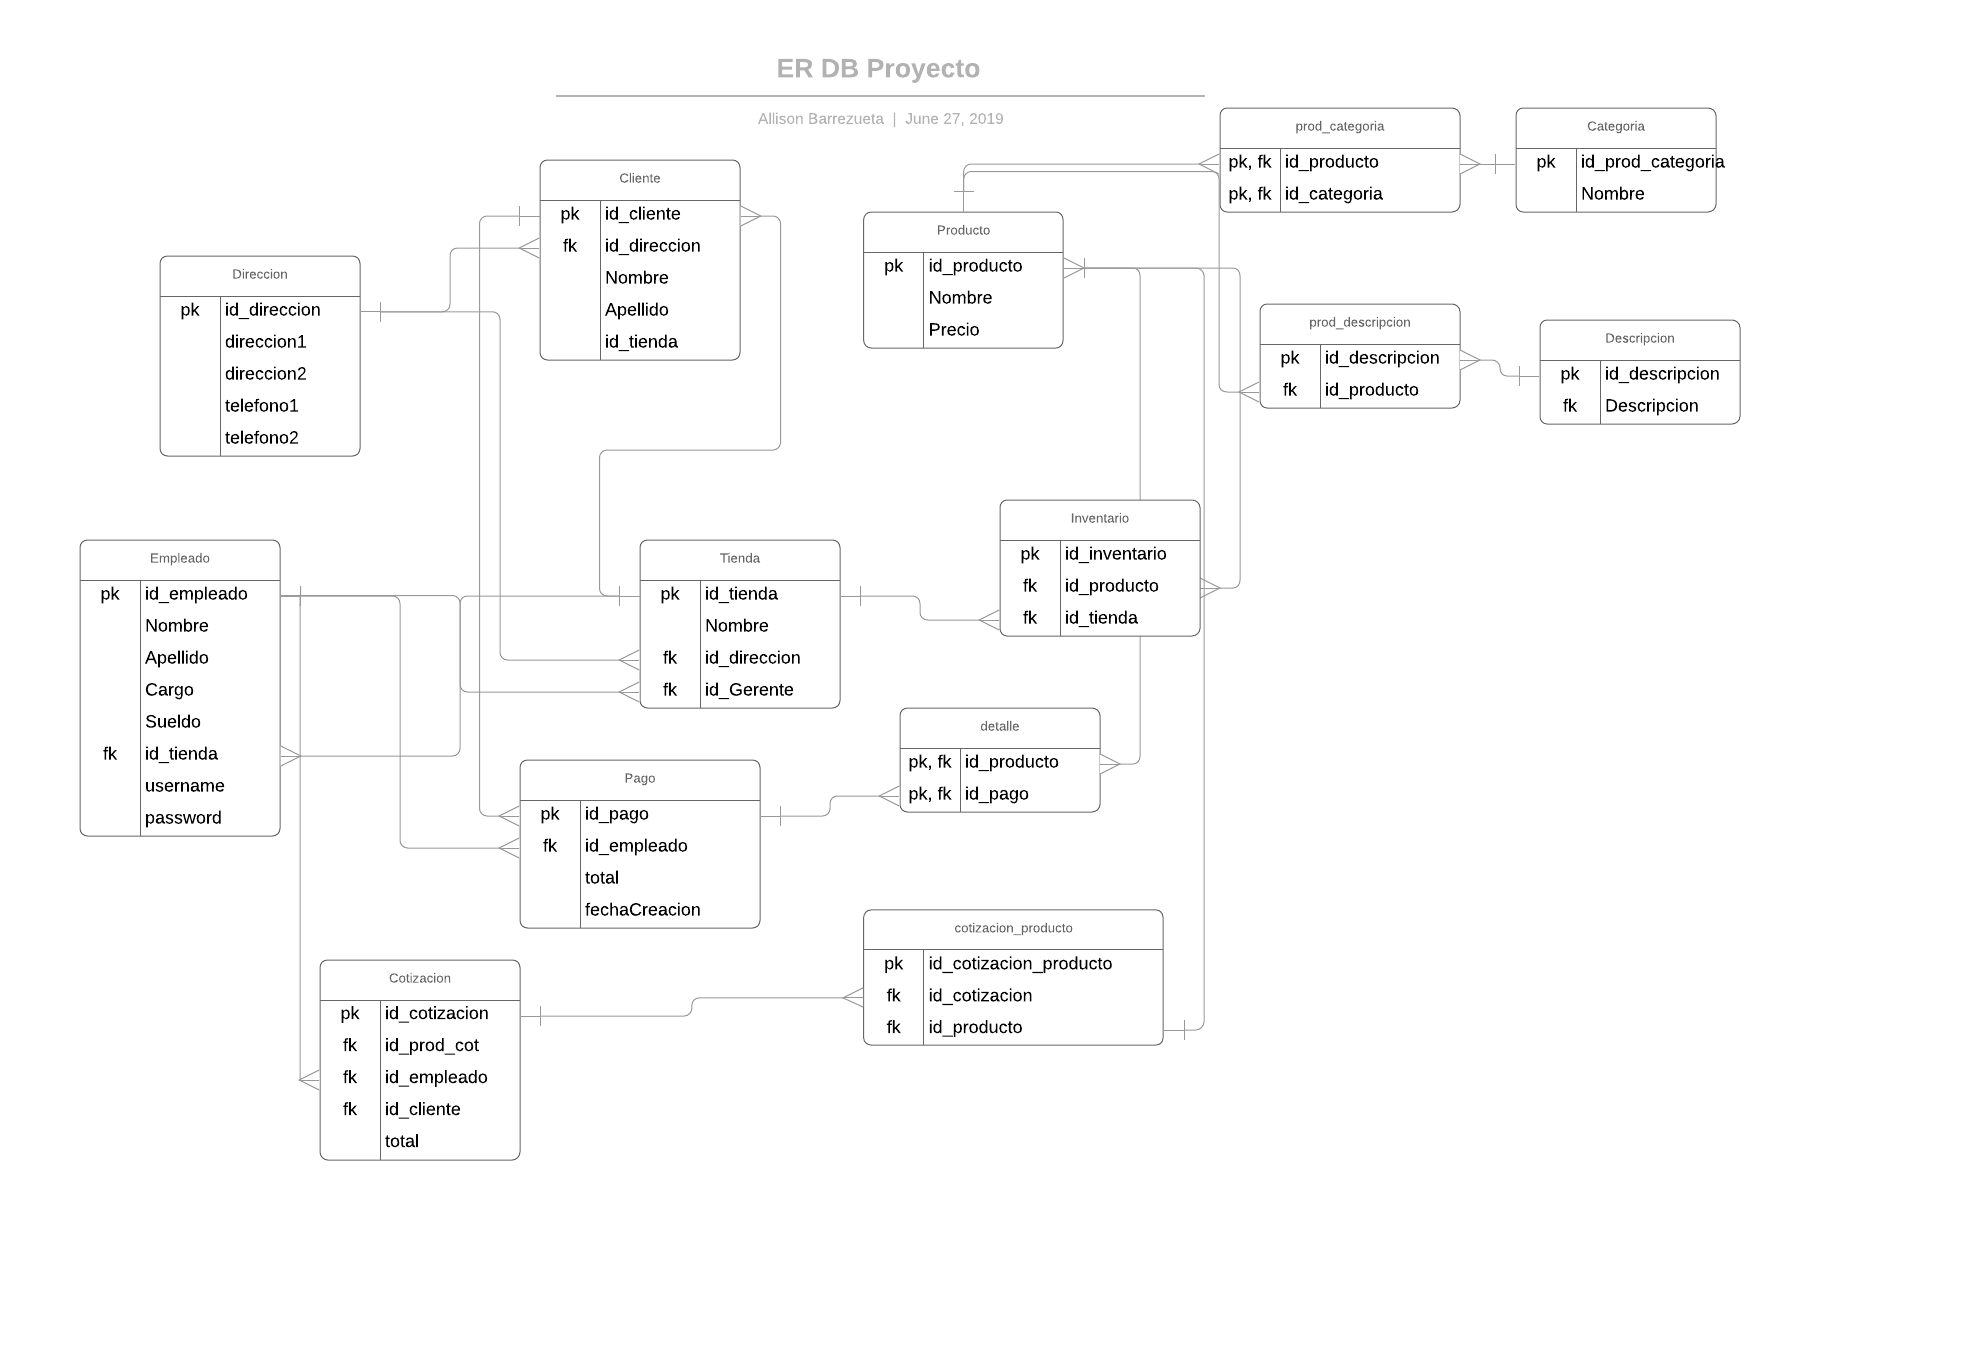 ER DB Proyecto
Allison Barrezueta | June 27, 2019
prod_categoria
pk, fk id_producto
pk, fk id_categoria
Categoria
pk id_prod_categoria
Nombre
Cliente
pk id_cliente
fk id_direccion
Nombre
Apellido
id_tienda
Producto
pk id_producto
Nombre
Precio
Direccion
pk id_direccion
direccion1
direccion2
telefono1
telefono2
prod_descripcion
pk id_descripcion
fk id_producto
Descripcion
pk id_descripcion
fk Descripcion
Inventario
pk id_inventario
fk id_producto
fk id_tienda
Empleado
pk id_empleado
Nombre
Apellido
Cargo
Sueldo
fk id_tienda
username
password
Tienda
pk id_tienda
Nombre
fk id_direccion
fk id_Gerente
detalle
pk, fk id_producto
pk, fk id_pago
Pago
pk id_pago
fk id_empleado
total
fechaCreacion
cotizacion_producto
pk id_cotizacion_producto
fk id_cotizacion
fk id_producto
Cotizacion
pk id_cotizacion
fk id_prod_cot
fk id_empleado
fk id_cliente
total